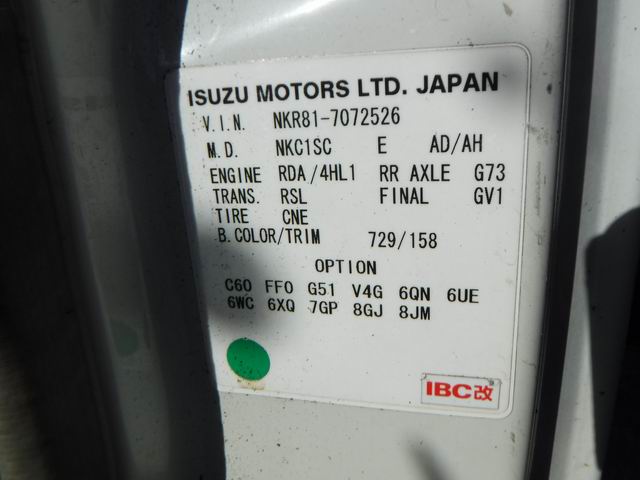 ISUZU MOTORS LTD. JAPAN
V.I.N. NKR81-7072526
M.D. NKC1SC E AD/AH
ENGINE RDA/4HL1 RR AXLE G73
TRANS. RSL FINAL GV1
TIRE CNE
B.COLOR/TRIM 729/158
OPTION
C60 FF0 G51 V4G 6QN 6UE
6WC 6XQ 7GP 8GJ 8JM
IBC改